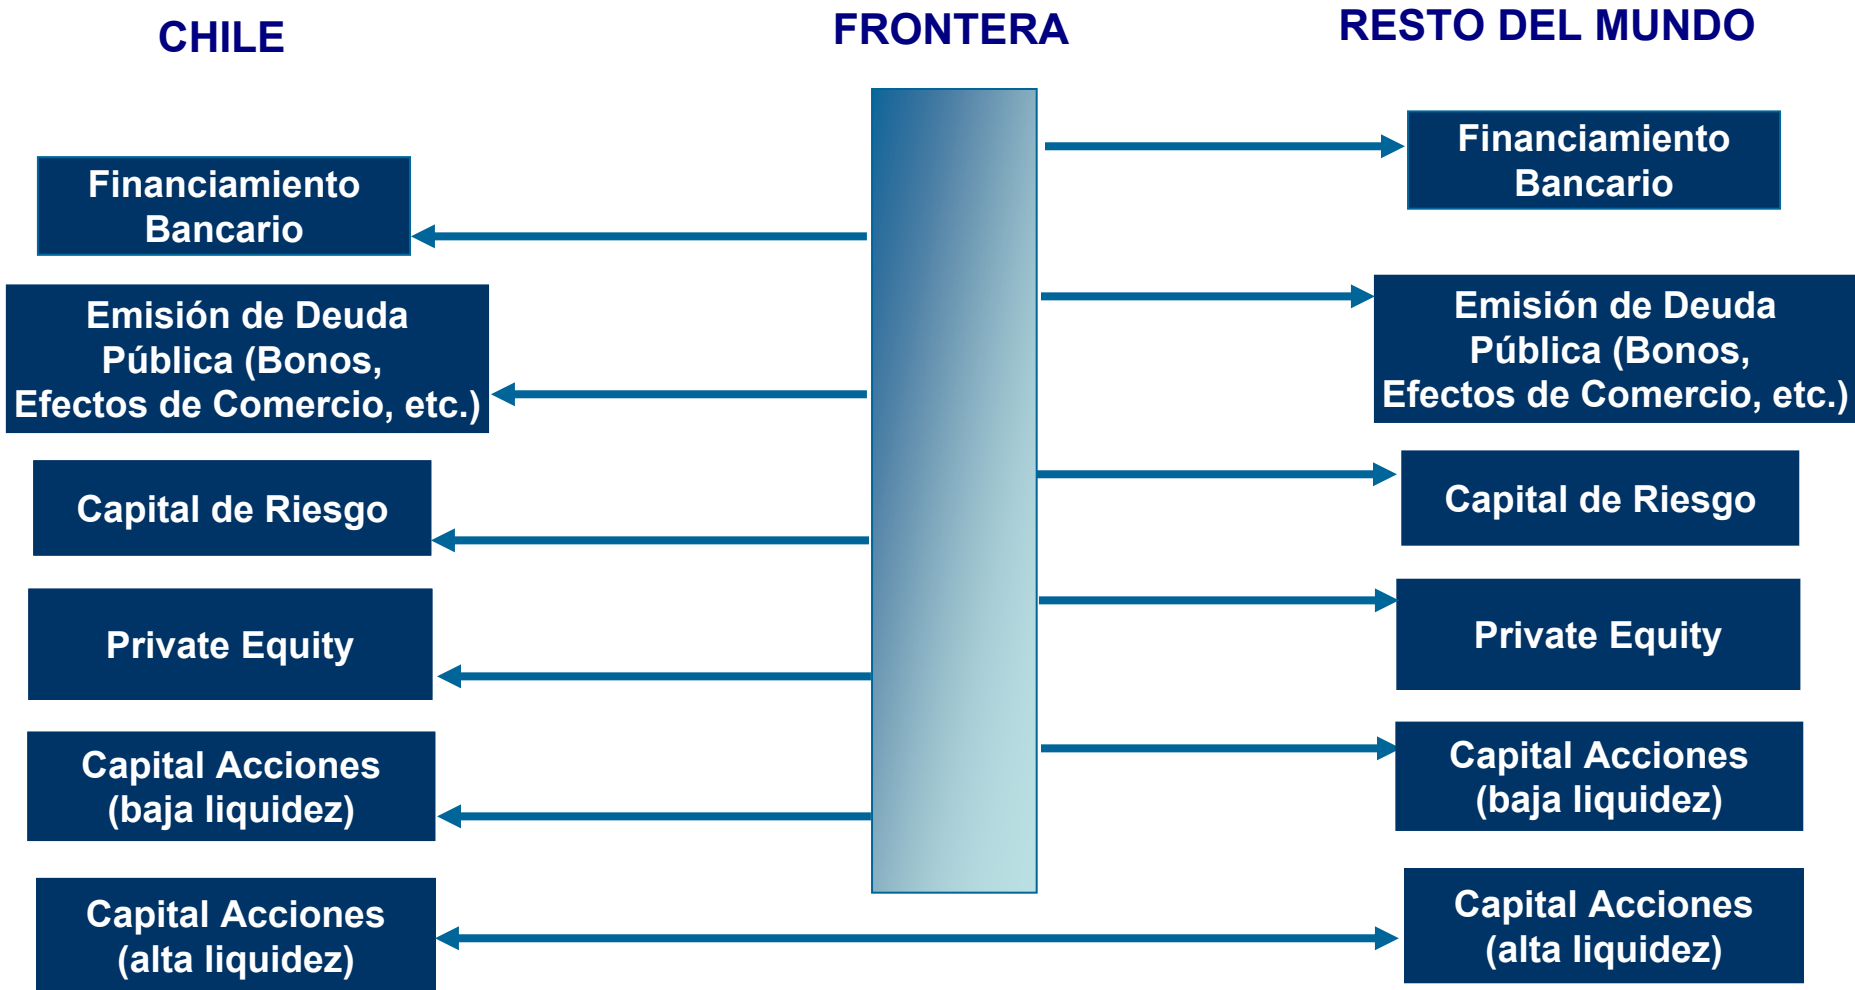 CHILE
FRONTERA
RESTO DEL MUNDO
Financiamiento
Bancario
Emisión de Deuda
Pública (Bonos,
Efectos de Comercio, etc.)
Capital de Riesgo
Private Equity
Capital Acciones
(baja liquidez)
Capital Acciones
(alta liquidez)
Financiamiento
Bancario
Emisión de Deuda
Pública (Bonos,
Efectos de Comercio, etc.)
Capital de Riesgo
Private Equity
Capital Acciones
(baja liquidez)
Capital Acciones
(alta liquidez)